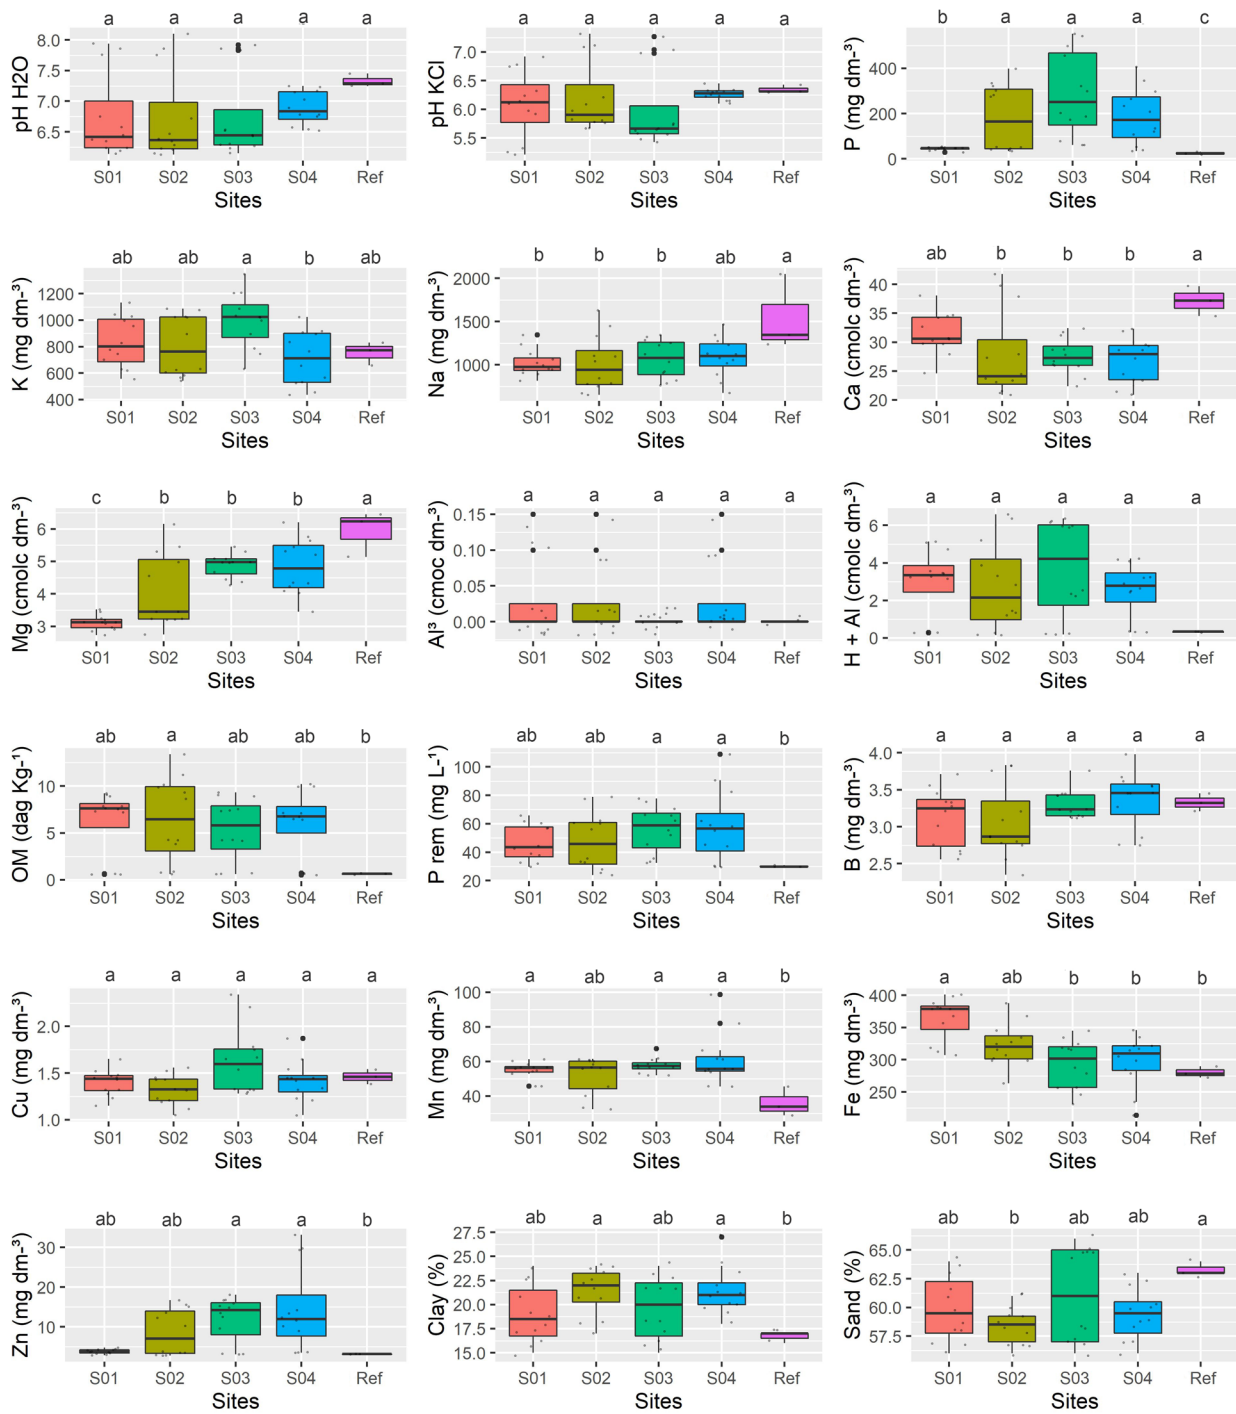 a a a a a
8.0
7.5
7.0
6.5
pH H2O
S01 S02 S03 S04 Ref
Sites
a a a a a
7.0
6.5
6.0
5.5
pH KCl
S01 S02 S03 S04 Ref
Sites
b a a a c
400
200
0
P (mg dm-³)
S01 S02 S03 S04 Ref
Sites
ab ab a b ab
1200
1000
800
600
400
K (mg dm-³)
S01 S02 S03 S04 Ref
Sites
b b b ab a
2000
1500
1000
Na (mg dm-³)
S01 S02 S03 S04 Ref
Sites
ab b b b a
40
35
30
25
20
Ca (cmolc dm-³)
S01 S02 S03 S04 Ref
Sites
c b b b a
6
5
4
3
Mg (cmolc dm-³)
S01 S02 S03 S04 Ref
Sites
a a a a a
0.15
0.10
0.05
0.00
Al³ (cmoc dm-³)
S01 S02 S03 S04 Ref
Sites
a a a a a
6
4
2
0
H + Al (cmolc dm-³)
S01 S02 S03 S04 Ref
Sites
ab a ab ab b
10
5
0
OM (dag Kg-¹)
S01 S02 S03 S04 Ref
Sites
ab ab a a b
100
80
60
40
20
P rem (mg L-¹)
S01 S02 S03 S04 Ref
Sites
a a a a a
4.0
3.5
3.0
2.5
B (mg dm-³)
S01 S02 S03 S04 Ref
Sites
a a a a a
2.0
1.5
1.0
Cu (mg dm-³)
S01 S02 S03 S04 Ref
Sites
a ab a a b
100
80
60
40
Mn (mg dm-³)
S01 S02 S03 S04 Ref
Sites
a ab b b b
400
350
300
250
Fe (mg dm-³)
S01 S02 S03 S04 Ref
Sites
ab ab a a b
30
20
10
Zn (mg dm-³)
S01 S02 S03 S04 Ref
Sites
ab a ab a b
27.5
25.0
22.5
20.0
17.5
15.0
Clay (%)
S01 S02 S03 S04 Ref
Sites
ab b ab ab a
65.0
62.5
60.0
57.5
Sand (%)
S01 S02 S03 S04 Ref
Sites